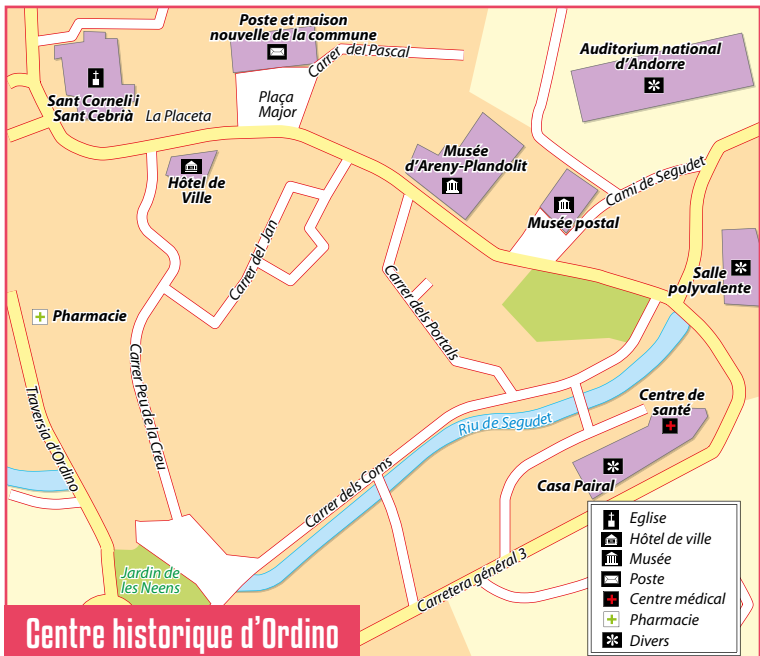 Poste et maison
nouvelle de la commune
Carrer del Pascal
Auditorium national
d'Andorre
Sant Corneli i
Sant Cebrià
La Placeta
Plaça
Major
Musée
d'Areny-Plandolit
Hôtel de
Ville
Musée postal
Cami de Segudet
Carrer del Jan
Salle
polyvalente
Carrer dels Portals
Pharmacie
Carrer Peu de la Creu
Traversia d'Ordino
Centre de
santé
Riu de Segudet
Casa Pairal
Carrer dels Coms
Carretera général 3
Jardin de
les Neens
Eglise
Hôtel de ville
Musée
Poste
Centre médical
Pharmacie
Divers
Centre historique d'Ordino